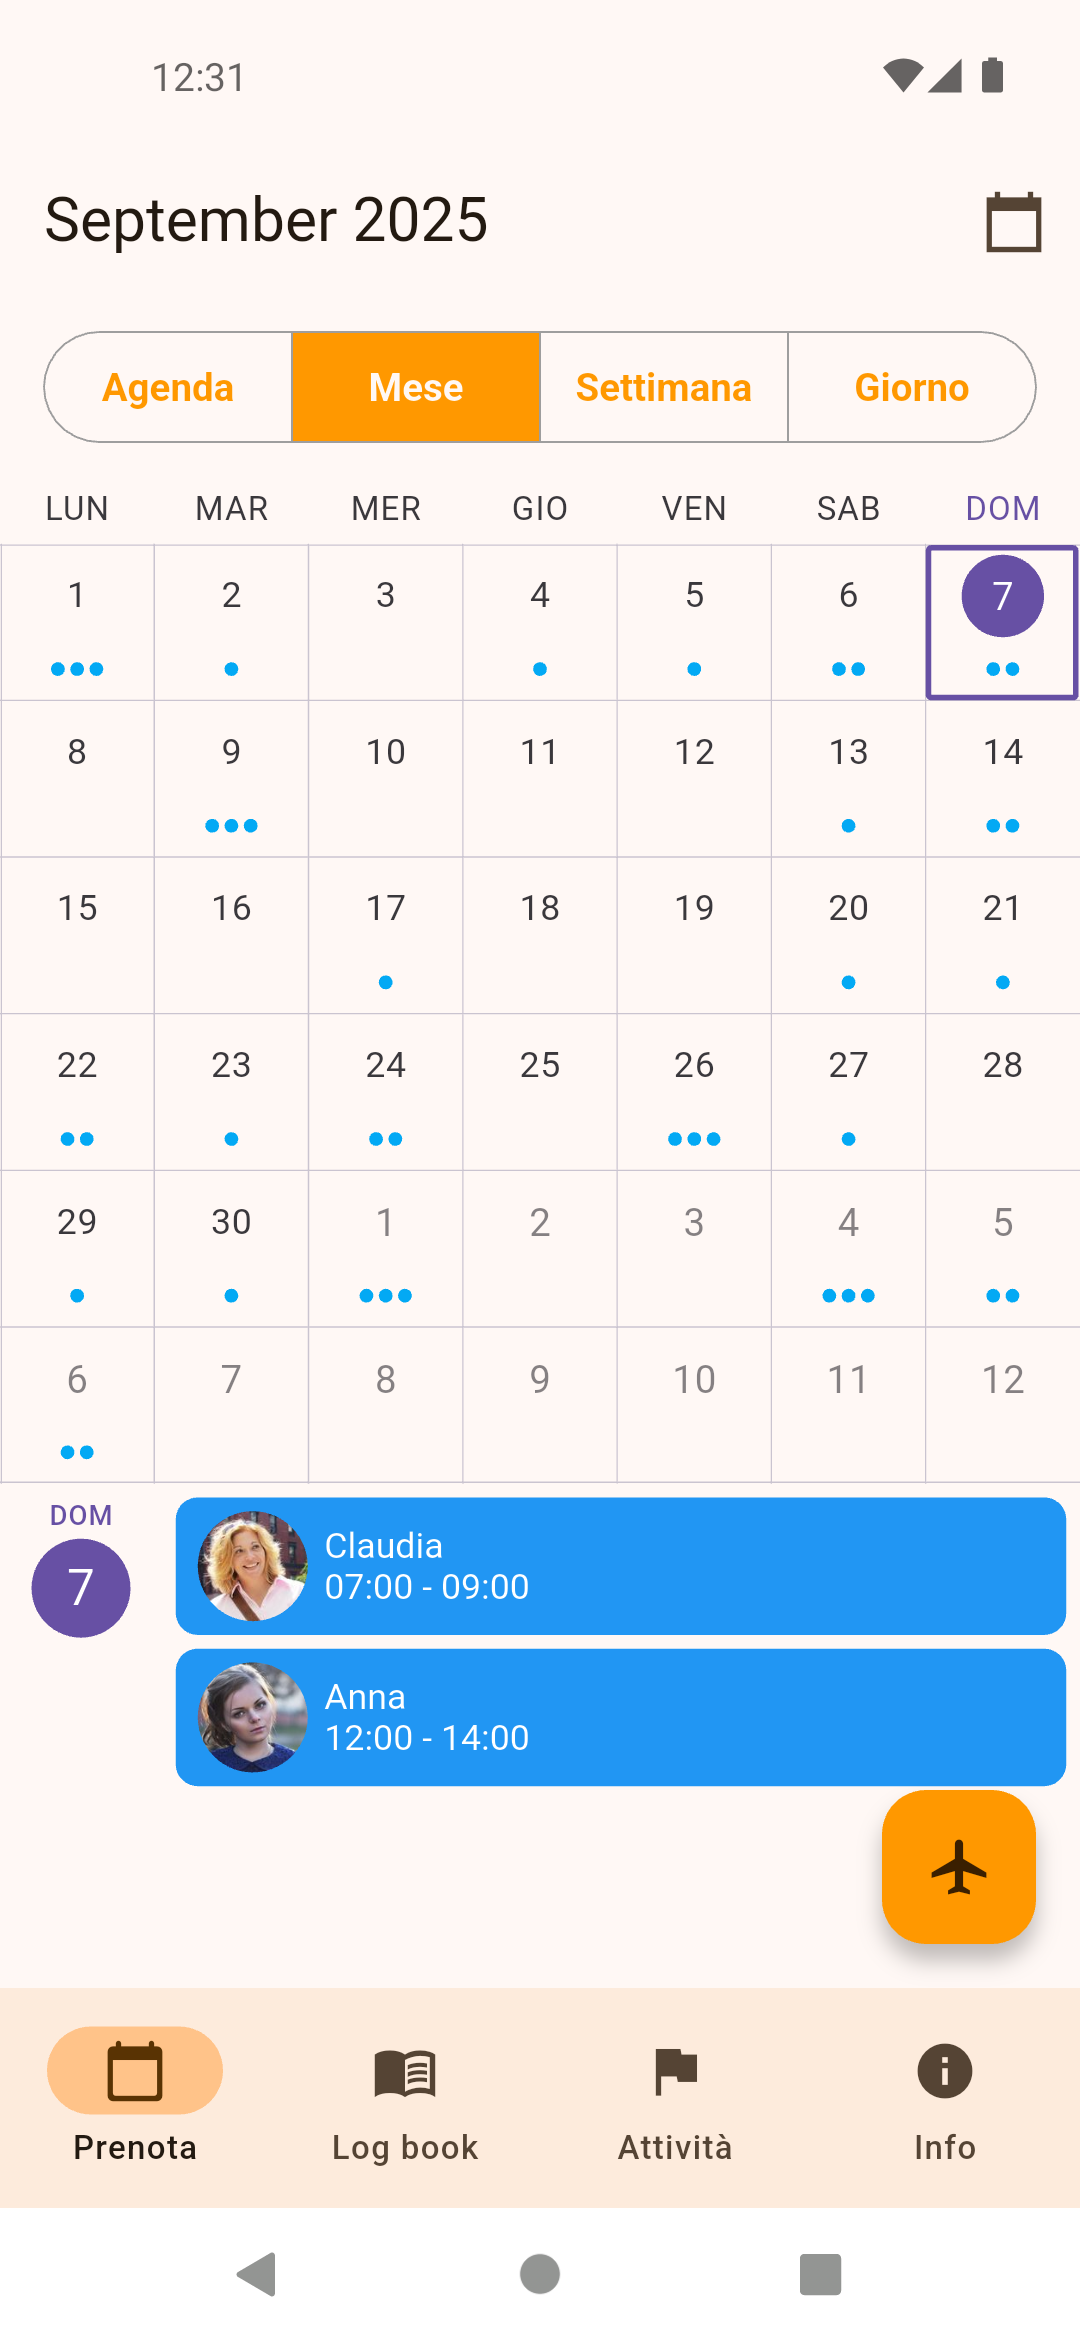 12:31
September 2025
Agenda Mese Settimana Giorno
LUN MAR MER GIO VEN SAB DOM
1 2 3 4 5 6 7
8 9 10 11 12 13 14
15 16 17 18 19 20 21
22 23 24 25 26 27 28
29 30 1 2 3 4 5
6 7 8 9 10 11 12
DOM
7
Claudia
07:00 - 09:00
Anna
12:00 - 14:00
Prenota Log book Attività Info